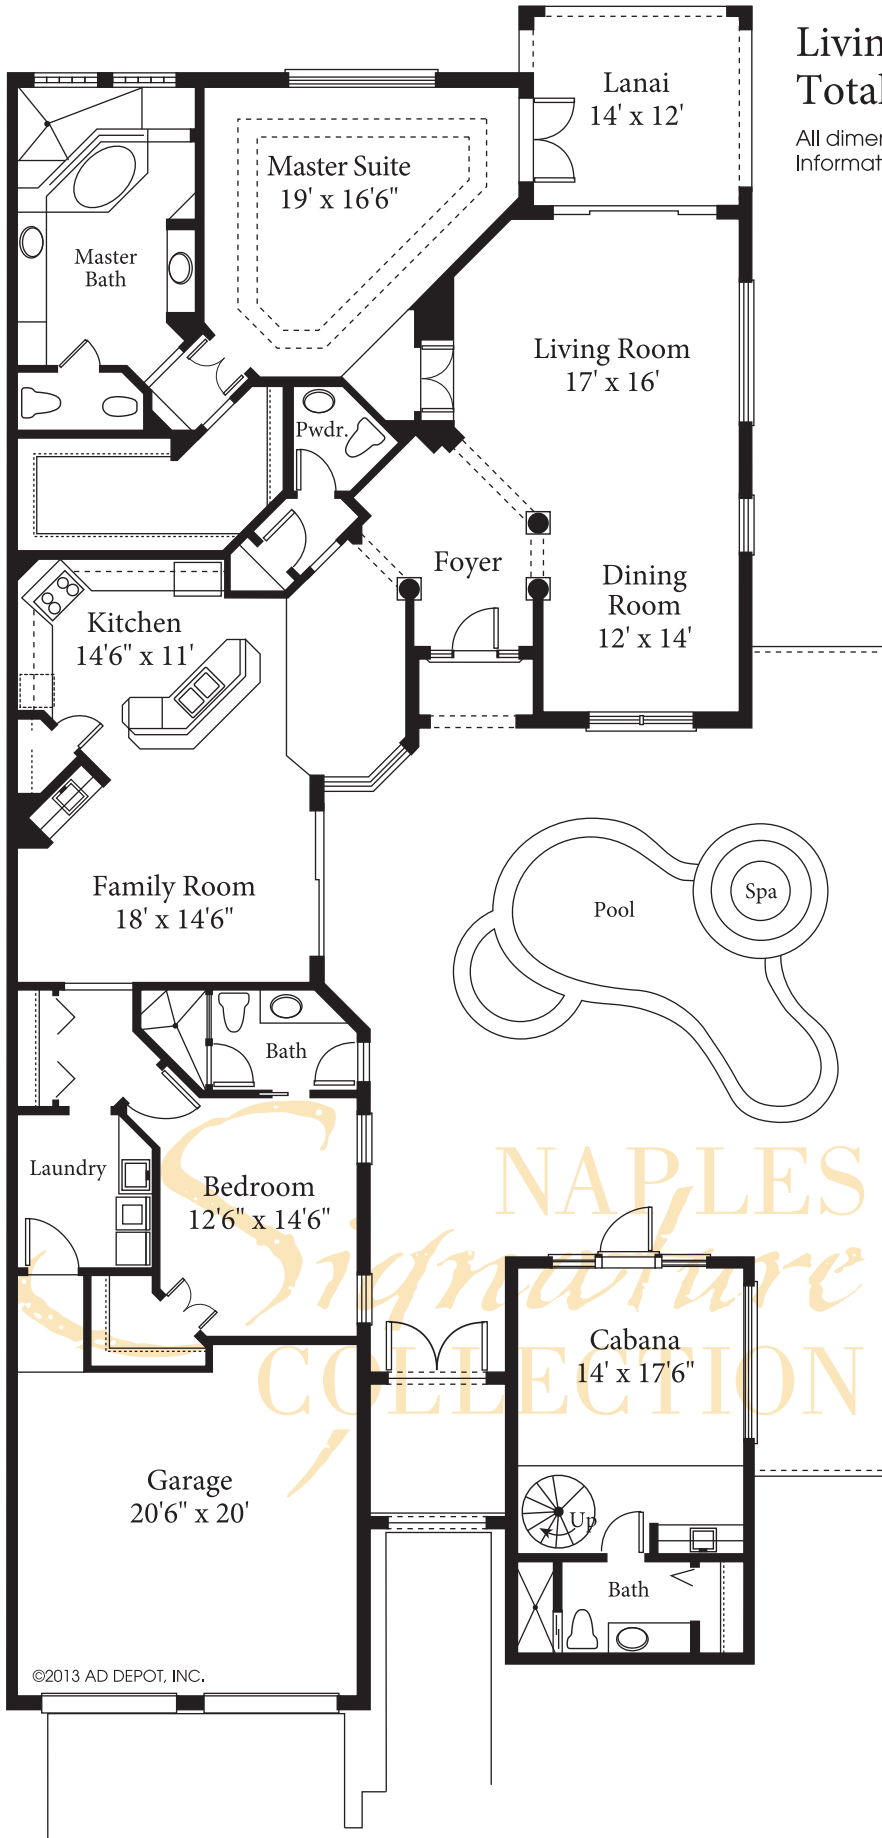 Livin
Total
All dimer
Informat
Lanai
14' x 12'
Master Suite
19' x 16'6"
Master
Bath
Living Room
17' x 16'
Pwdr.
Foyer
Dining
Room
12' x 14'
Kitchen
14'6" x 11'
Family Room
18' x 14'6"
Pool
Spa
Bath
Laundry
Bedroom
12'6" x 14'6"
NAPLES
Signature
COLLECTION
Cabana
14' x 17'6"
Garage
20'6" x 20'
Up
Bath
©2013 AD DEPOT, INC.